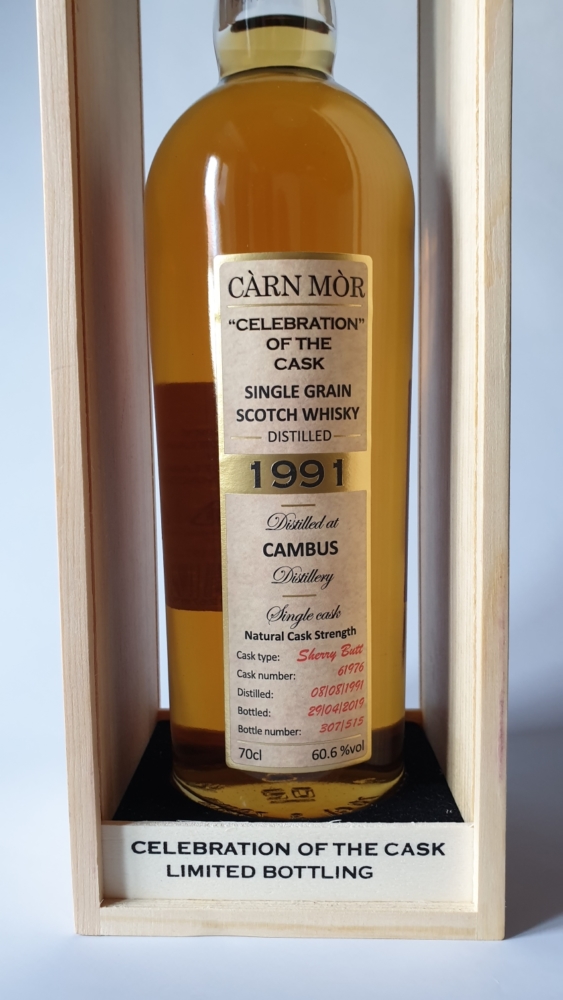 CÀRN MÒR
“CELEBRATION”
OF THE
CASK
SINGLE GRAIN
SCOTCH WHISKY
DISTILLED
1991
Distilled at
CAMBUS
Distillery
Single cask
Natural Cask Strength
Cask type: Sherry Butt
Cask number: 61976
Distilled: 08|08|1991
Bottled: 29|04|2019
Bottle number: 307|515
70cl 60.6 %vol
CELEBRATION OF THE CASK
LIMITED BOTTLING